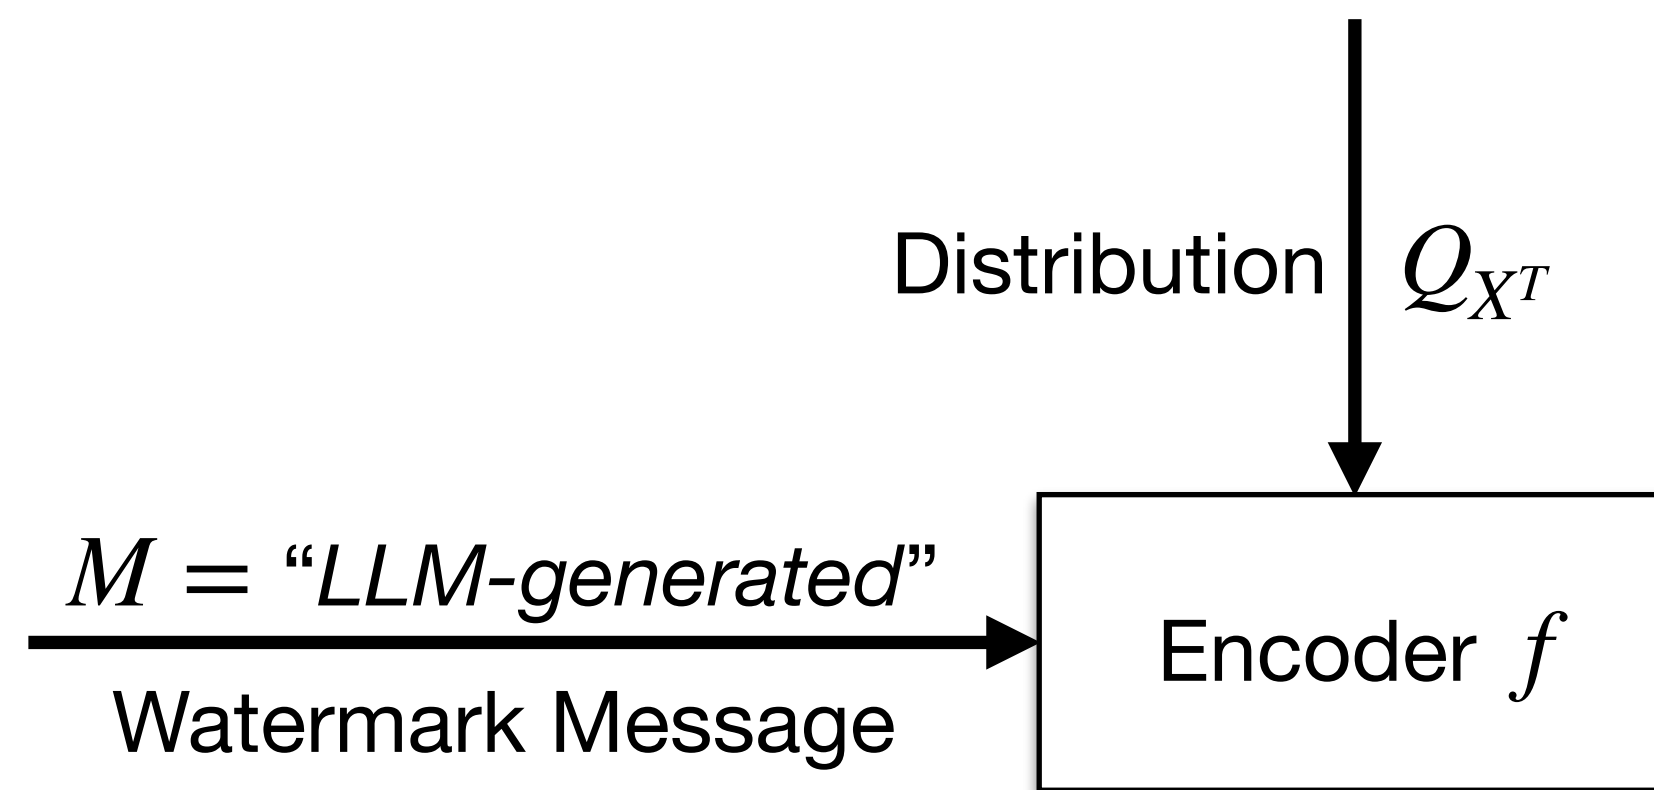 Distribution Q_{X^T}
M = “LLM-generated”
Watermark Message
Encoder f